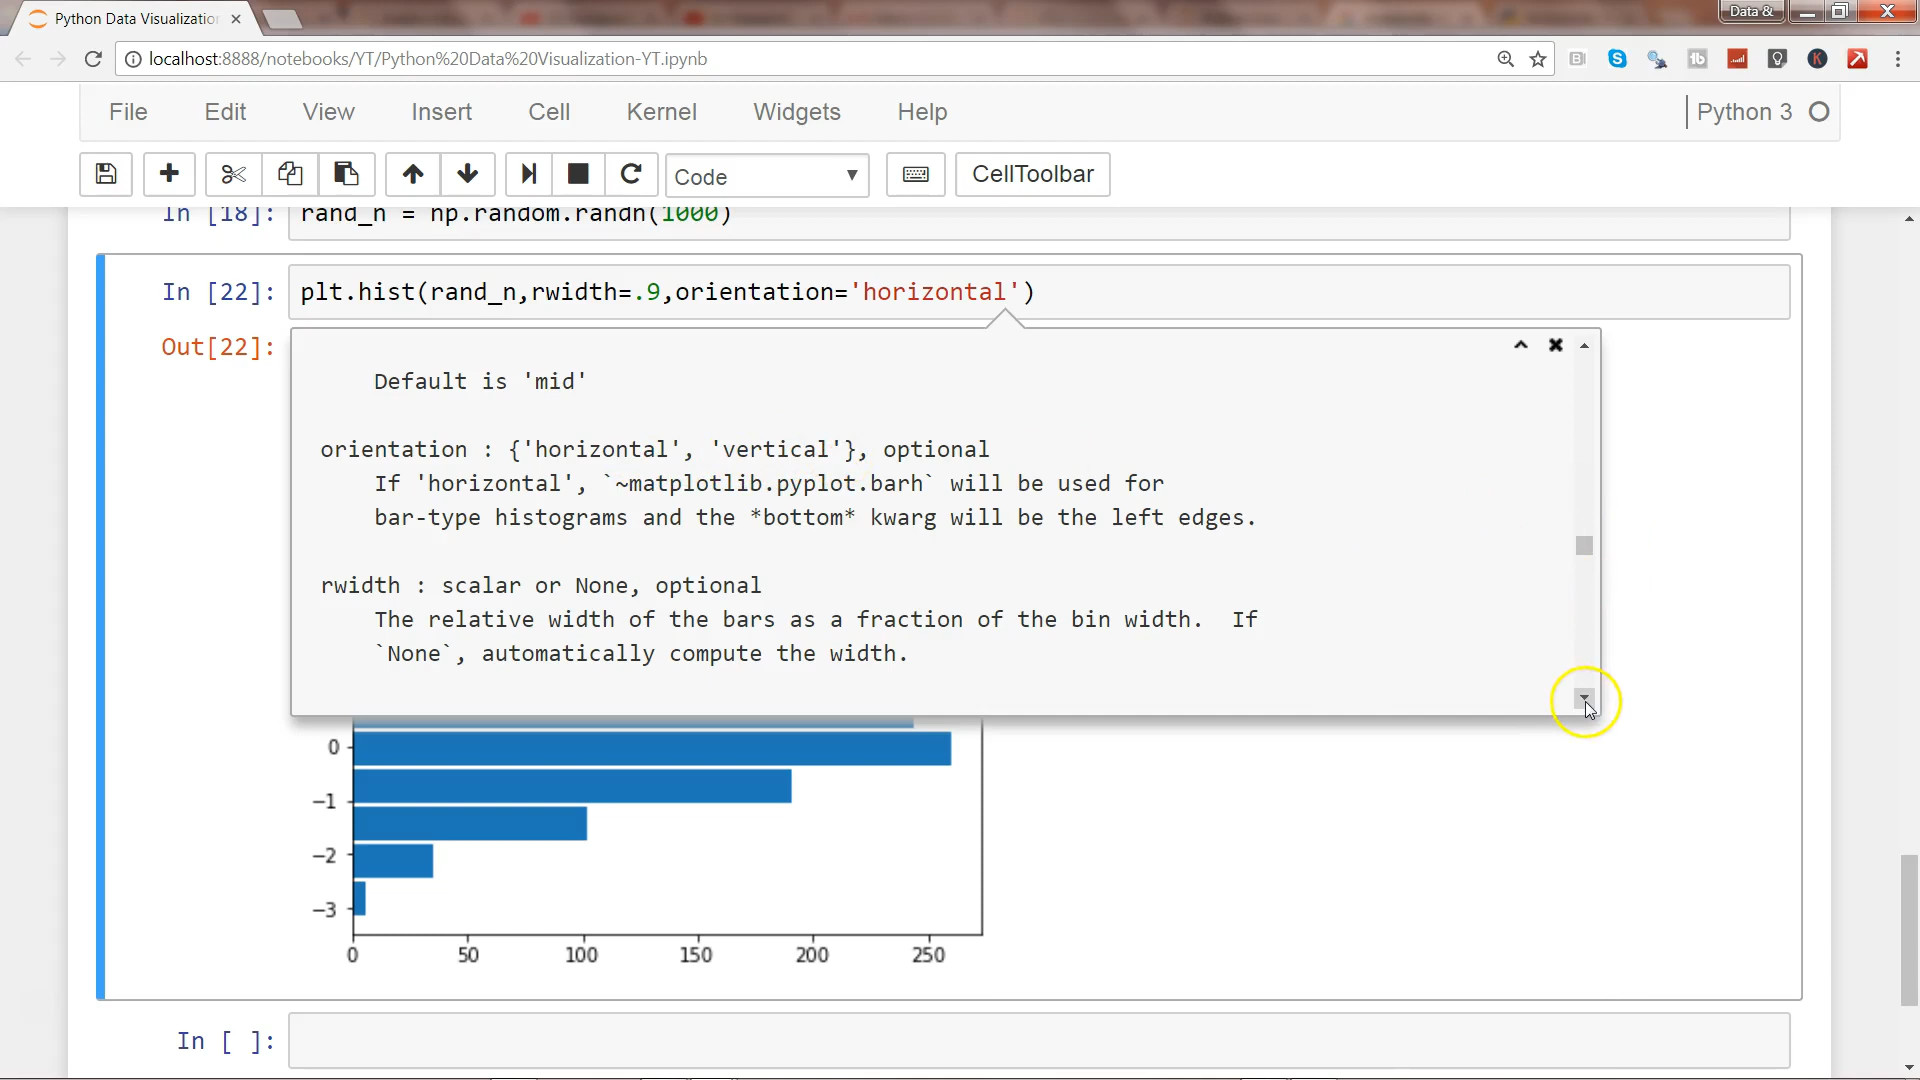 Python Data Visualization
Data &
localhost:8888/notebooks/YT/Python%20Data%20Visualization-YT.ipynb
File Edit View Insert Cell Kernel Widgets Help
Python 3
Code
CellToolbar
In [18]: rand_n = np.random.randn(1000)
In [22]: plt.hist(rand_n,rwidth=.9,orientation='horizontal')
Out[22]:
Default is 'mid'
orientation : {'horizontal', 'vertical'}, optional
If 'horizontal', `~matplotlib.pyplot.barh` will be used for
bar-type histograms and the *bottom* kwarg will be the left edges.
rwidth : scalar or None, optional
The relative width of the bars as a fraction of the bin width.  If
`None`, automatically compute the width.
0
−1
−2
−3
0 50 100 150 200 250
In [ ]: